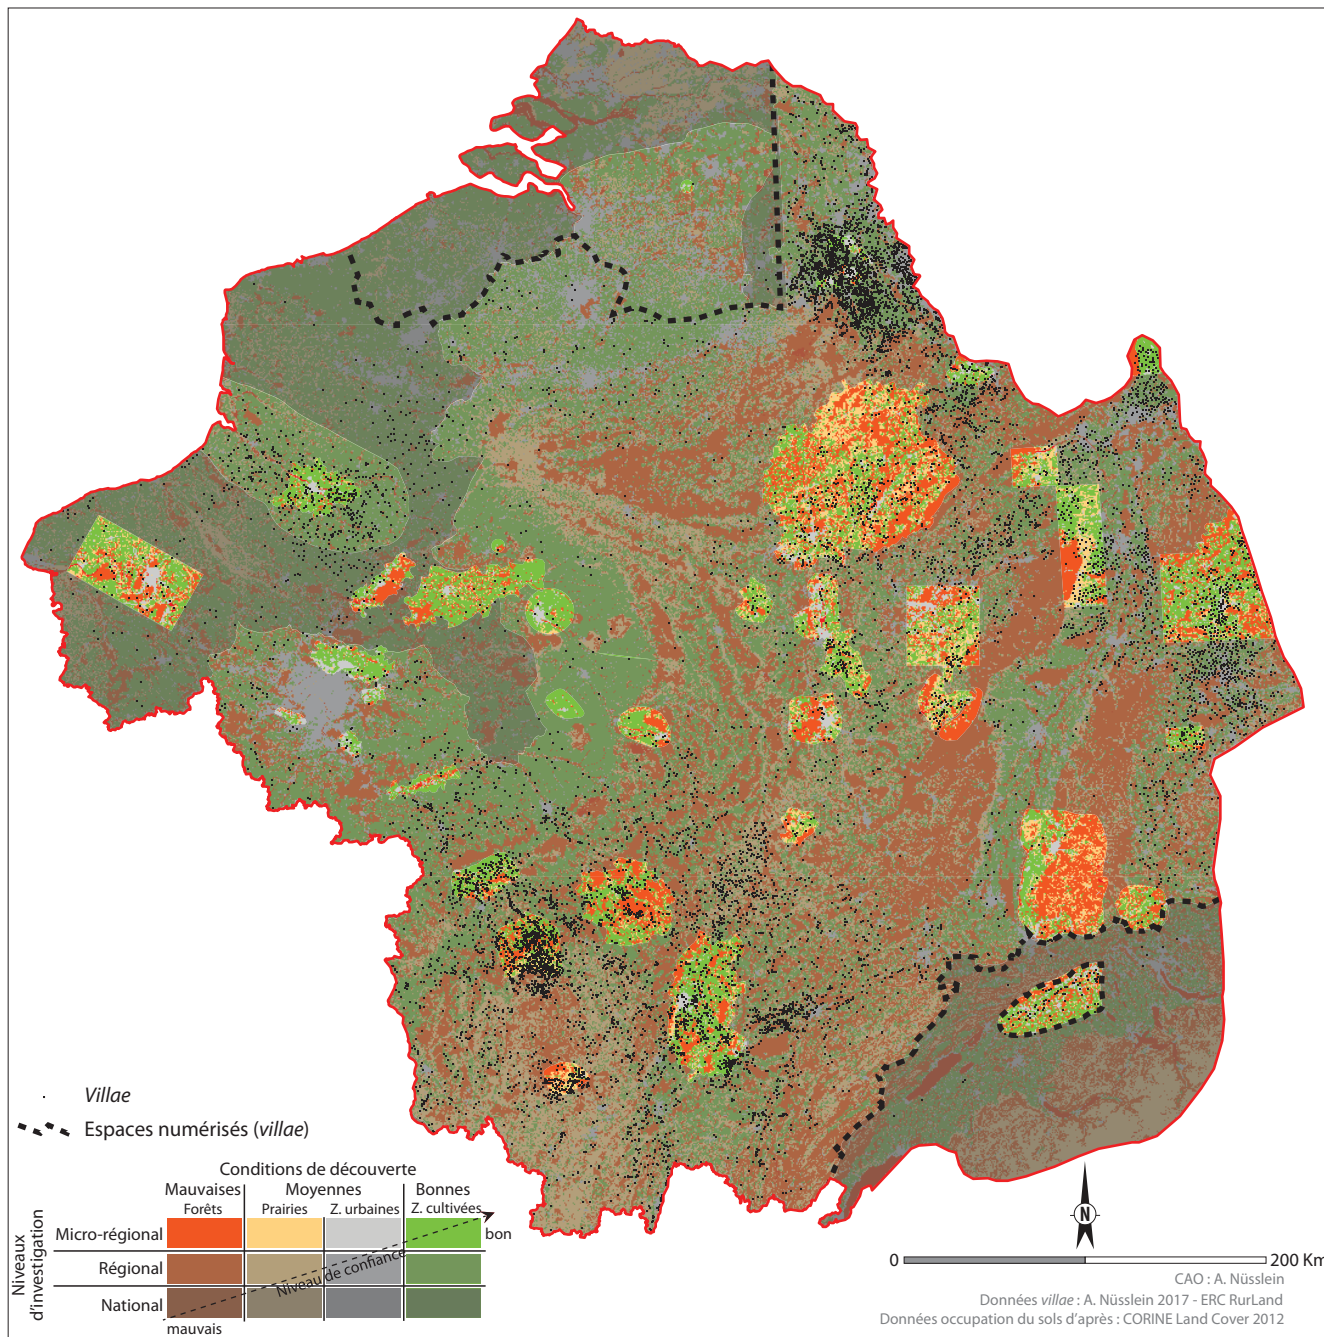 Villae
Espaces numérisés (villae)
Conditions de découverte
Mauvaises Moyennes Bonnes
Forêts Prairies Z. urbaines Z. cultivées
Niveaux d'investigation
Micro-régional
bon
Régional
Niveau de confiance
National
mauvais
N
0 200 Km
CAO : A. Nüsslein
Données villae : A. Nüsslein 2017 - ERC RurLand
Données occupation du sols d'après : CORINE Land Cover 2012